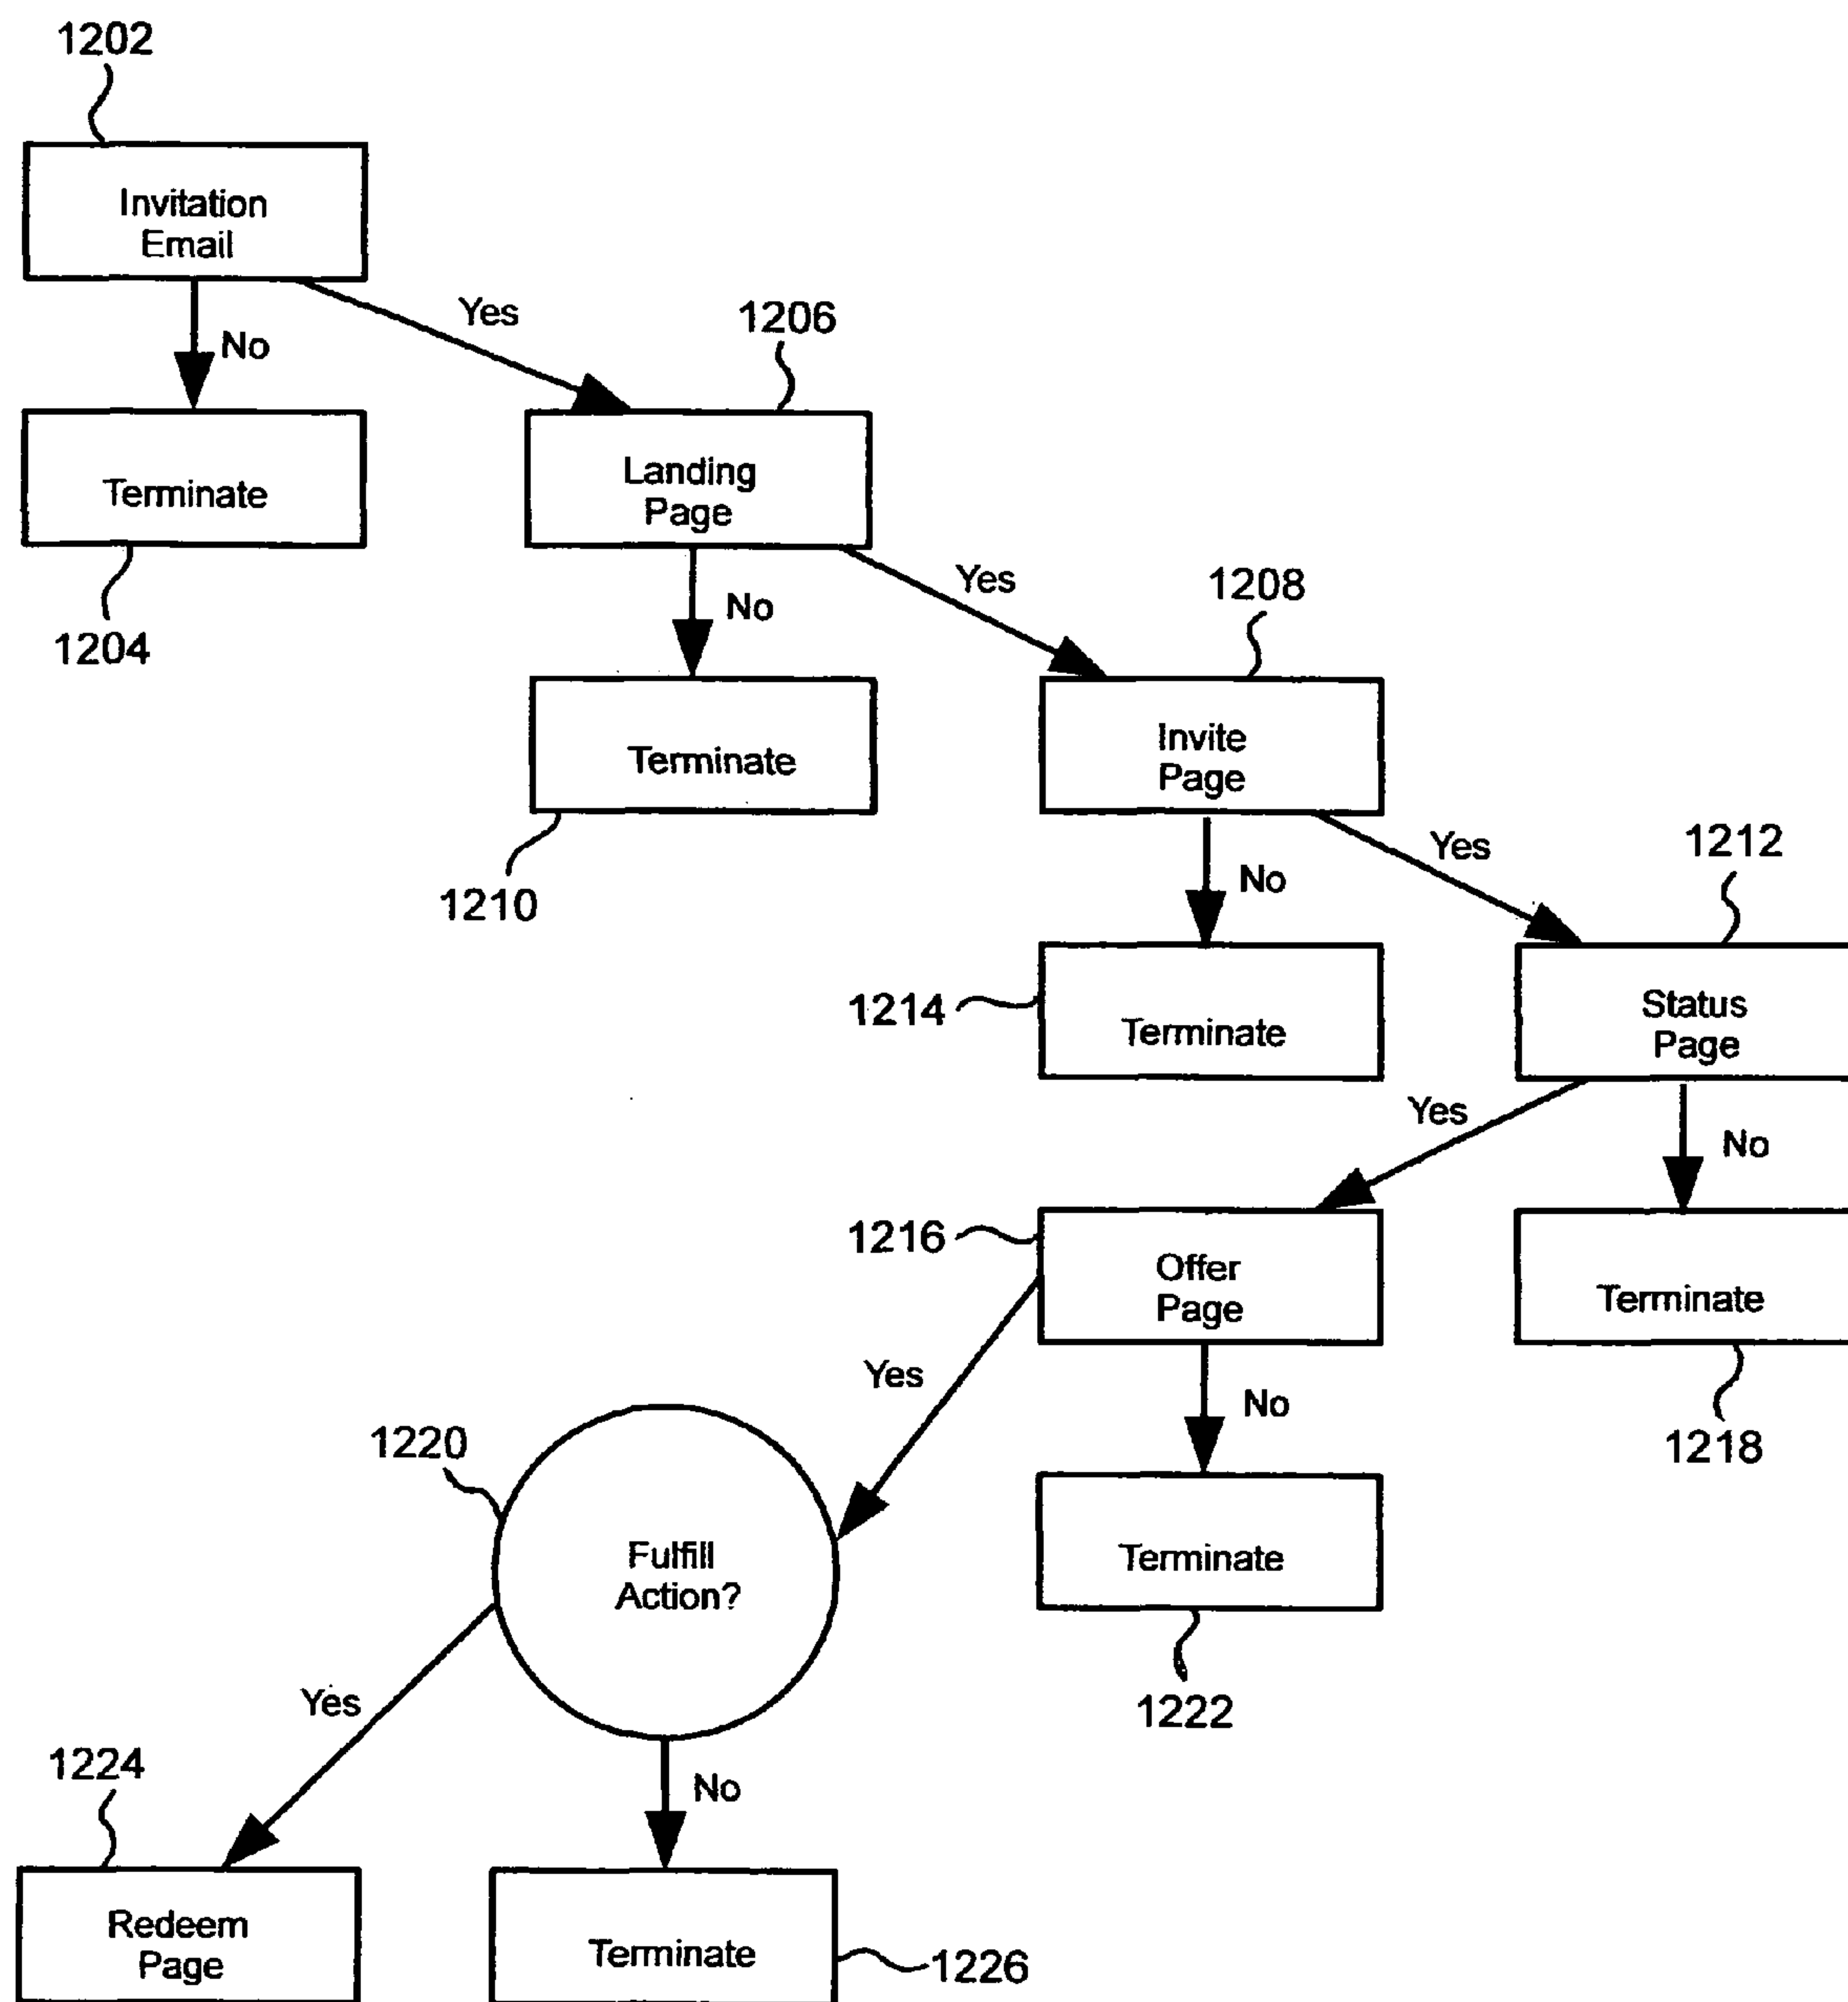 1202
Invitation
Email
Yes
No
1206
Terminate
Landing
Page
1204
Yes
No
1208
Terminate
Invite
Page
1210
Yes
No
1212
1214
Terminate
Status
Page
Yes
No
1216
Offer
Page
Terminate
Yes
No
1218
1220
Fulfill
Action?
Terminate
1222
Yes
No
1224
Redeem
Page
Terminate
1226